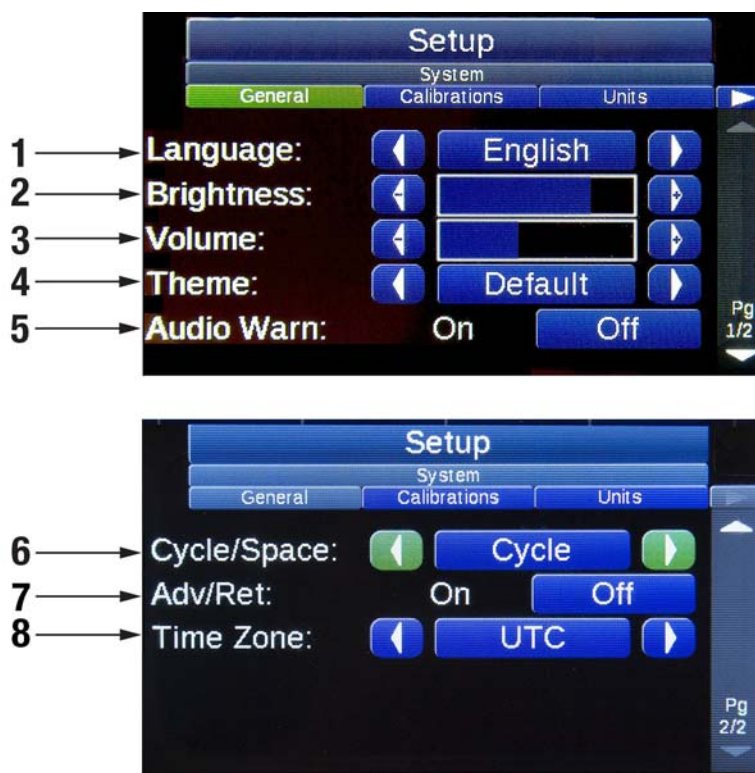 Setup
System
General Calibrations Units
1 Language: English
2 Brightness: - +
3 Volume: - +
4 Theme: Default
5 Audio Warn: On Off
Pg
1/2
Setup
System
General Calibrations Units
6 Cycle/Space: Cycle
7 Adv/Ret: On Off
8 Time Zone: UTC
Pg
2/2